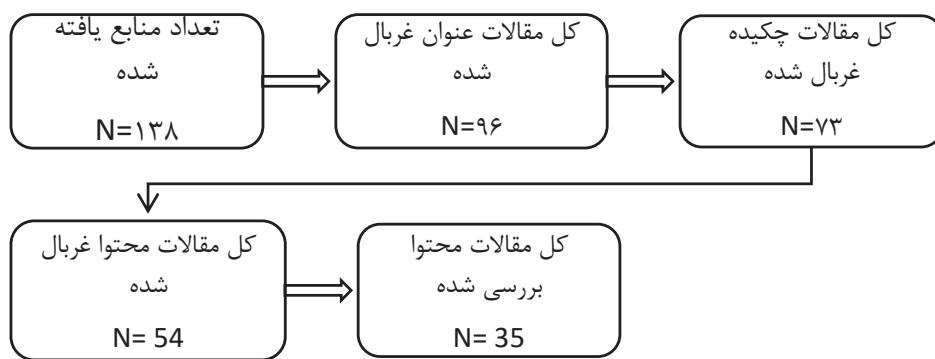 تعداد منابع یافته
شده
N=۱۳۸
کل مقالات عنوان غربال
شده
N=۹۶
کل مقالات چکیده
غربال شده
N=۷۳
کل مقالات محتوا غربال
شده
N= 54
کل مقالات محتوا
بررسی شده
N= 35